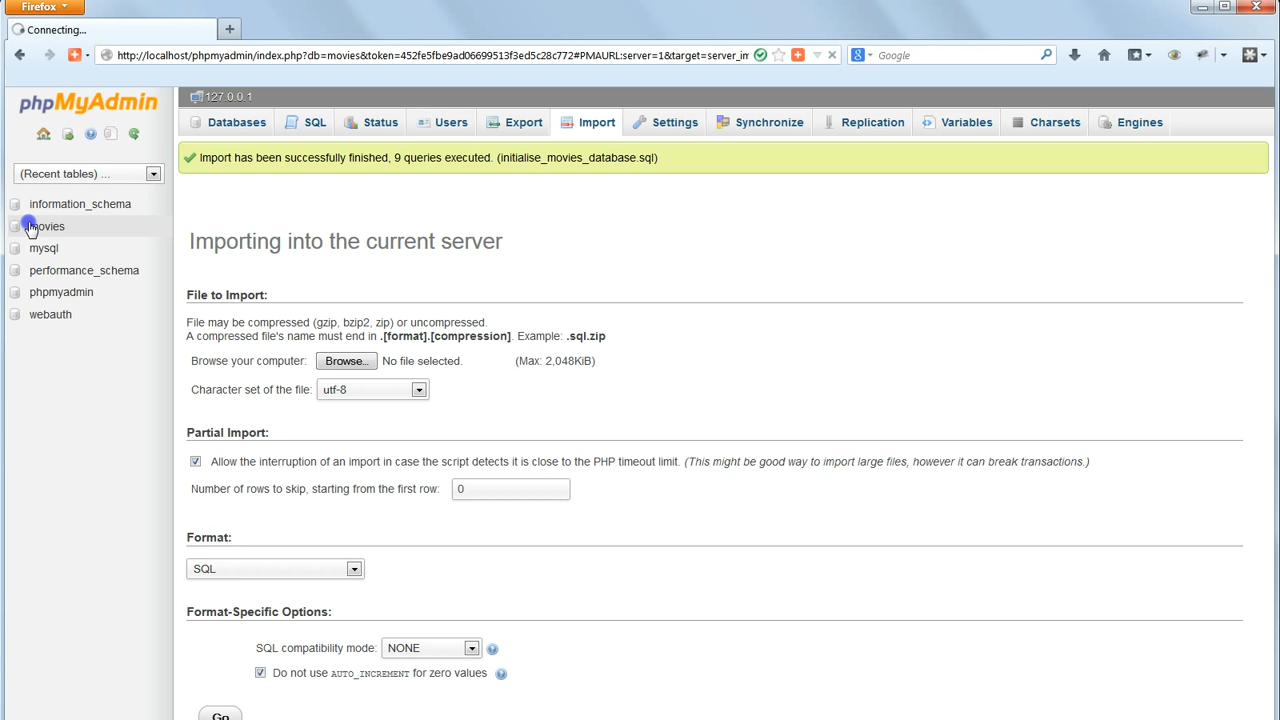 Firefox
Connecting...
http://localhost/phpmyadmin/index.php?db=movies&token=452fe5fbe9ad06699513f3ed5c28c772#PMAURL:server=1&target=server_im
Google
phpMyAdmin
127.0.0.1
Databases SQL Status Users Export Import Settings Synchronize Replication Variables Charsets Engines
Import has been successfully finished, 9 queries executed. (initialise_movies_database.sql)
(Recent tables) ...
information_schema
movies
mysql
performance_schema
phpmyadmin
webauth
Importing into the current server
File to Import:
File may be compressed (gzip, bzip2, zip) or uncompressed.
A compressed file's name must end in .[format].[compression]. Example: .sql.zip
Browse your computer: Browse... No file selected. (Max: 2,048KiB)
Character set of the file: utf-8
Partial Import:
Allow the interruption of an import in case the script detects it is close to the PHP timeout limit. (This might be good way to import large files, however it can break transactions.)
Number of rows to skip, starting from the first row: 0
Format:
SQL
Format-Specific Options:
SQL compatibility mode: NONE
Do not use AUTO_INCREMENT for zero values
Go